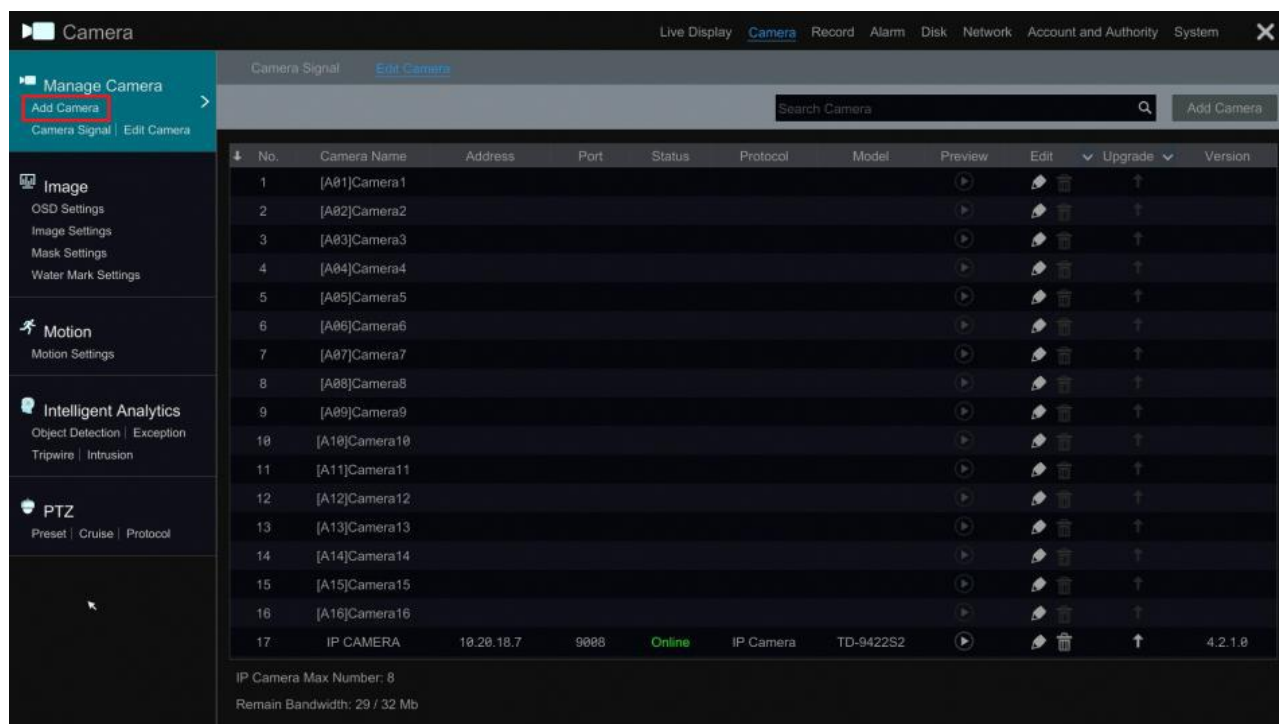 Camera
Live Display Camera Record Alarm Disk Network Account and Authority System
Manage Camera
Add Camera
Camera Signal | Edit Camera
Image
OSD Settings
Image Settings
Mask Settings
Water Mark Settings
Motion
Motion Settings
Intelligent Analytics
Object Detection | Exception
Tripwire | Intrusion
PTZ
Preset | Cruise | Protocol
Camera Signal Edit Camera
Search Camera Add Camera
No. Camera Name Address Port Status Protocol Model Preview Edit Upgrade Version
1 [A01]Camera1
2 [A02]Camera2
3 [A03]Camera3
4 [A04]Camera4
5 [A05]Camera5
6 [A06]Camera6
7 [A07]Camera7
8 [A08]Camera8
9 [A09]Camera9
10 [A10]Camera10
11 [A11]Camera11
12 [A12]Camera12
13 [A13]Camera13
14 [A14]Camera14
15 [A15]Camera15
16 [A16]Camera16
17 IP CAMERA 10.20.18.7 9008 Online IP Camera TD-9422S2 4.2.1.0
IP Camera Max Number: 8
Remain Bandwidth: 29 / 32 Mb